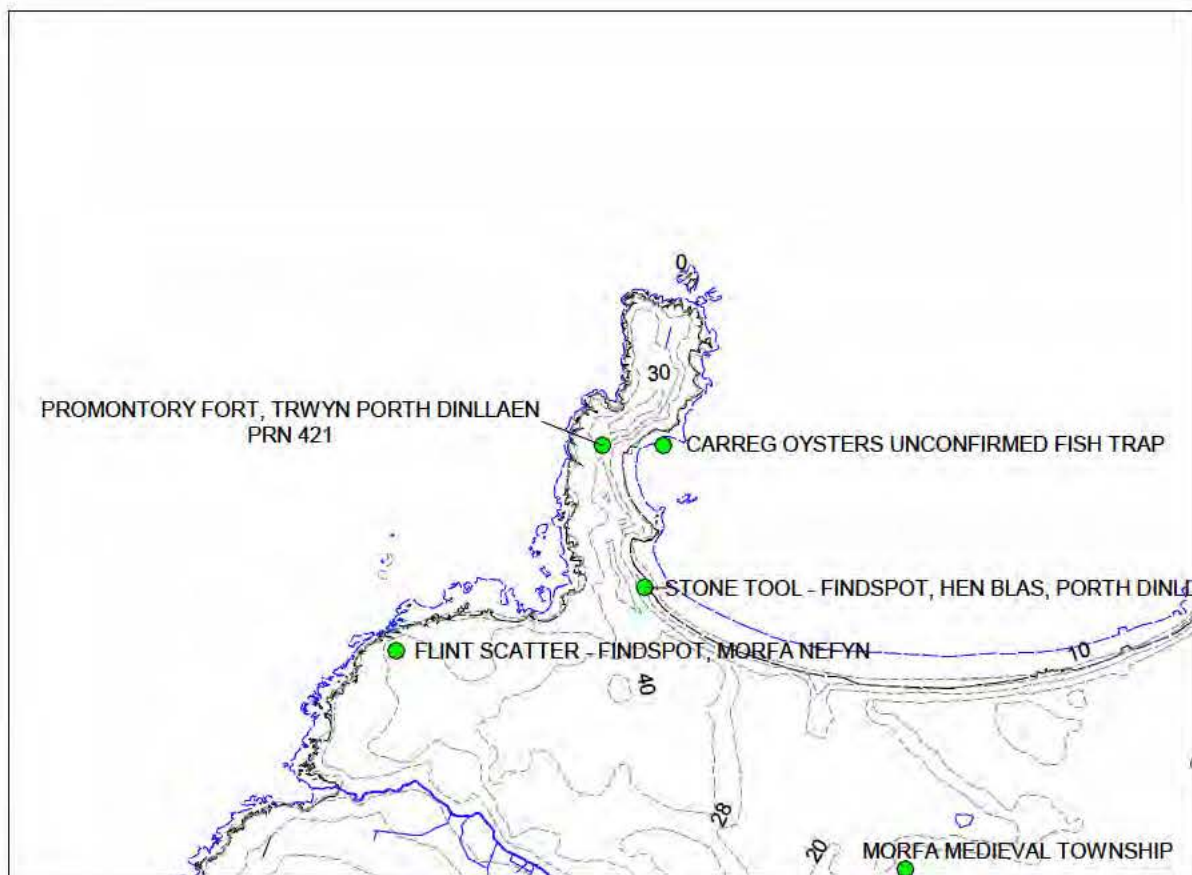 0
30
PROMONTORY FORT, TRWYN PORTH DINLLAEN
PRN 421
CARREG OYSTERS UNCONFIRMED FISH TRAP
STONE TOOL - FINDSPOT, HEN BLAS, PORTH
FLINT SCATTER - FINDSPOT, MORFA NEFYN
10
40
28
20
MORFA MEDIEVAL TOWNSHIP